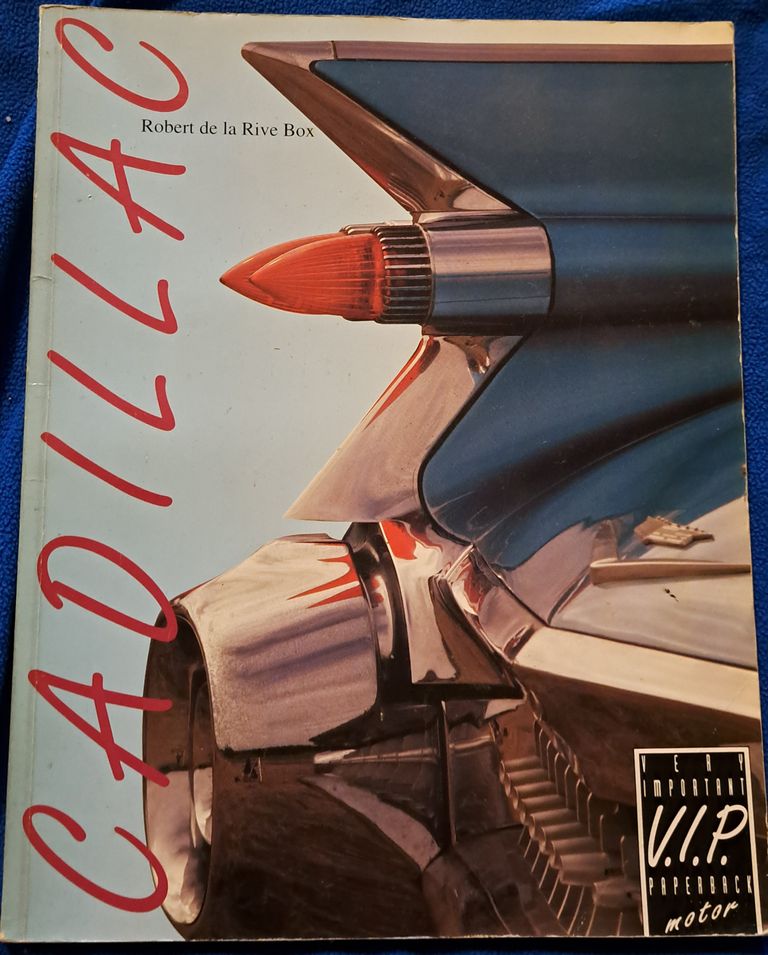 CADILLAC
Robert de la Rive Box
VERY
IMPORTANT
V.I.P.
PAPERBACK
motor